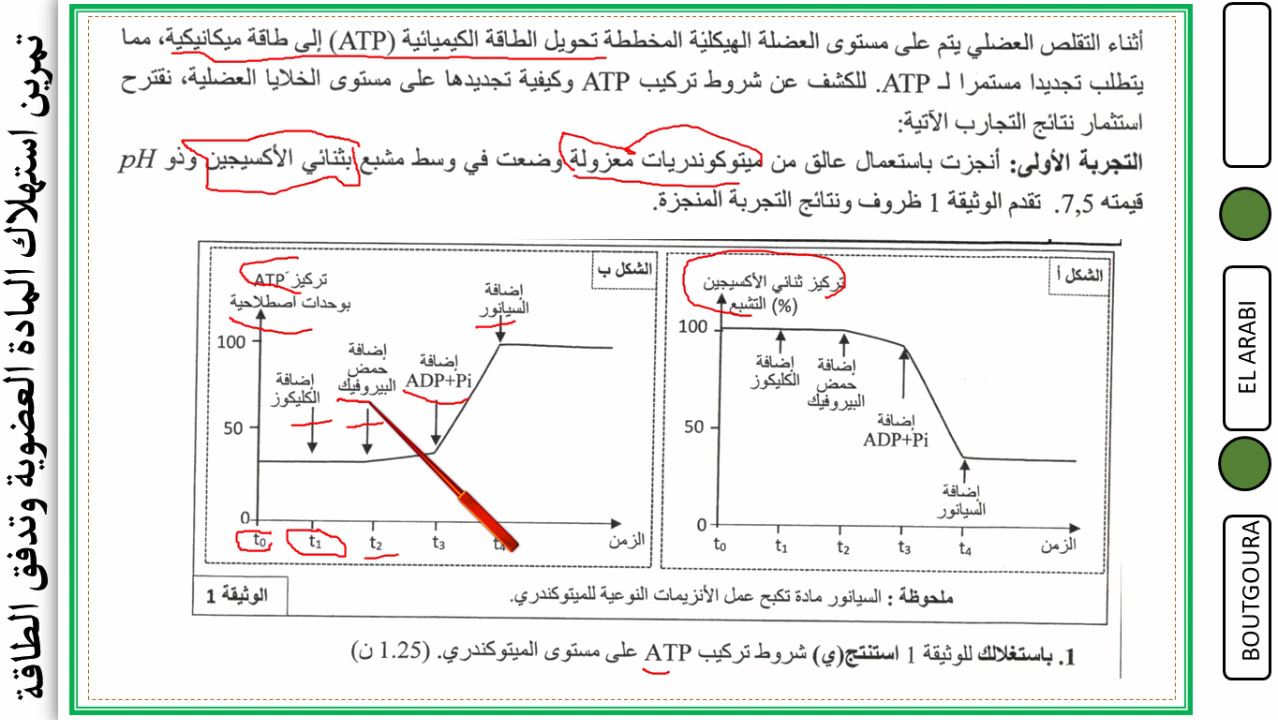 تمرين استهلاك المادة العضوية وتدفق الطاقة
أثناء التقلص العضلي يتم على مستوى العضلة الهيكلية المخططة تحويل الطاقة الكيميائية (ATP) إلى طاقة ميكانيكية، مما
يتطلب تجديدا مستمرا لـ ATP. للكشف عن شروط تركيب ATP وكيفية تجديدها على مستوى الخلايا العضلية، نقترح
استثمار نتائج التجارب الآتية:
التجربة الأولى: أنجزت باستعمال عالق من ميتوكوندريات معزولة وضعت في وسط مشبع بثنائي الأكسيجين وذو pH
قيمته 7,5. تقدم الوثيقة 1 ظروف ونتائج التجربة المنجزة.
الشكل أ
تركيز ثنائي الأكسيجين
(%) التشبع
100
50
0
إضافة
الكليكوز
إضافة
حمض
البيروفيك
إضافة
ADP+Pi
إضافة
السيانور
t0 t1 t2 t3 t4
الزمن
الشكل ب
تركيز ATP
بوحدات اصطلاحية
100
50
0
إضافة
الكليكوز
إضافة
حمض
البيروفيك
إضافة
ADP+Pi
إضافة
السيانور
t0 t1 t2 t3 t4
الزمن
ملحوظة : السيانور مادة تكبح عمل الأنزيمات النوعية للميتوكندري.
الوثيقة 1
1. باستغلالك للوثيقة 1 استنتج(ي) شروط تركيب ATP على مستوى الميتوكندري. (1.25 ن)
EL ARABI
BOUTGOURA